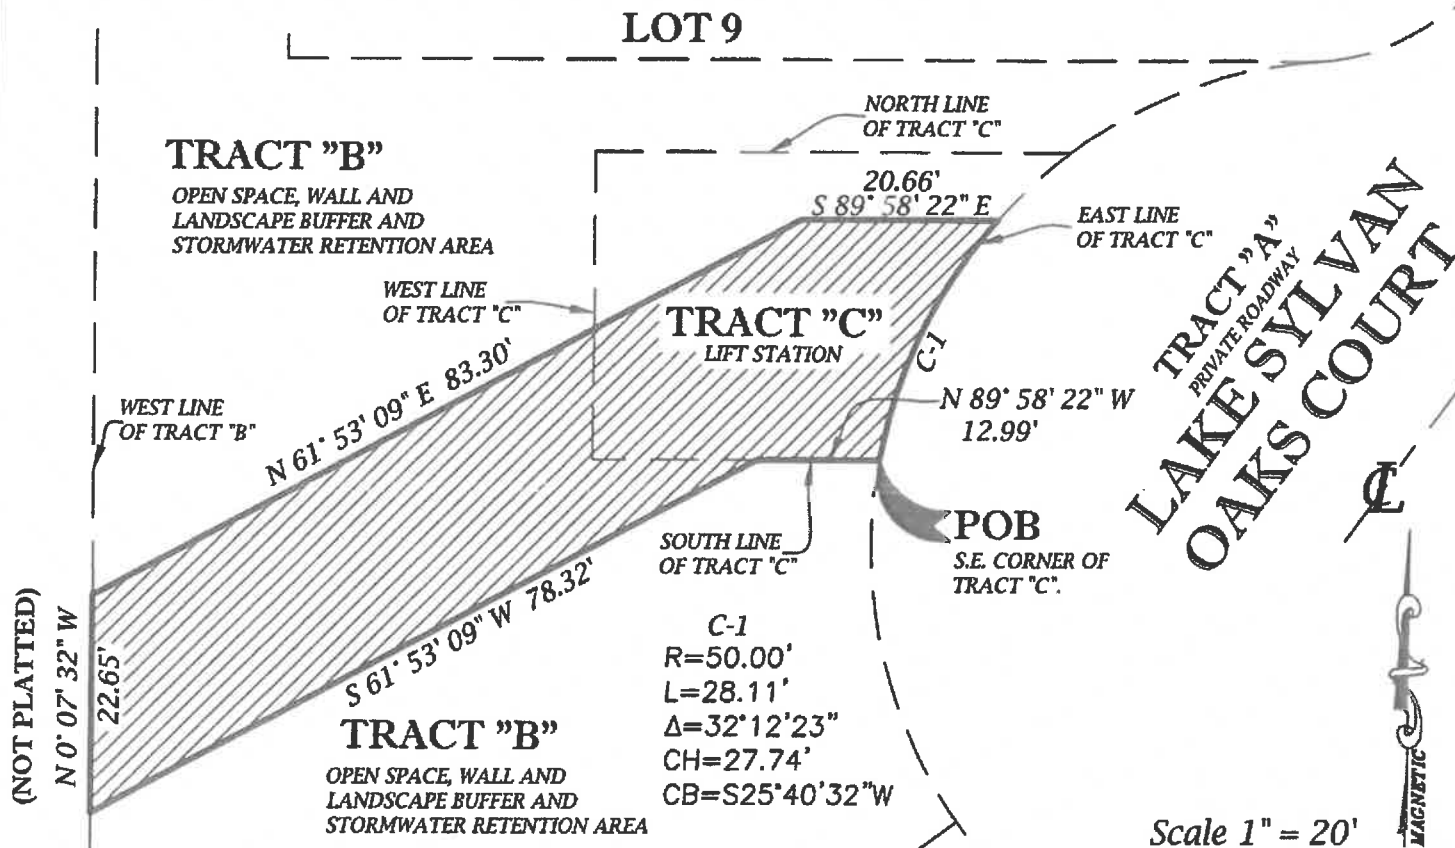 LOT 9
NORTH LINE
OF TRACT "C"
TRACT "B"
OPEN SPACE, WALL AND
LANDSCAPE BUFFER AND
STORMWATER RETENTION AREA
20.66'
S 89° 58' 22" E
EAST LINE
OF TRACT "C"
WEST LINE
OF TRACT "C"
TRACT "C"
LIFT STATION
C-1
TRACT "A"
PRIVATE ROADWAY
LAKE SYLVAN
OAKS COURT
N 61° 53' 09" E 83.30'
WEST LINE
OF TRACT "B"
N 89° 58' 22" W
12.99'
℄
POB
S.E. CORNER OF
TRACT "C".
SOUTH LINE
OF TRACT "C"
S 61° 53' 09" W 78.32'
(NOT PLATTED)
N 0° 07' 32" W
22.65'
C-1
R=50.00'
L=28.11'
Δ=32°12'23"
CH=27.74'
CB=S25°40'32"W
TRACT "B"
OPEN SPACE, WALL AND
LANDSCAPE BUFFER AND
STORMWATER RETENTION AREA
MAGNETIC
Scale 1" = 20'